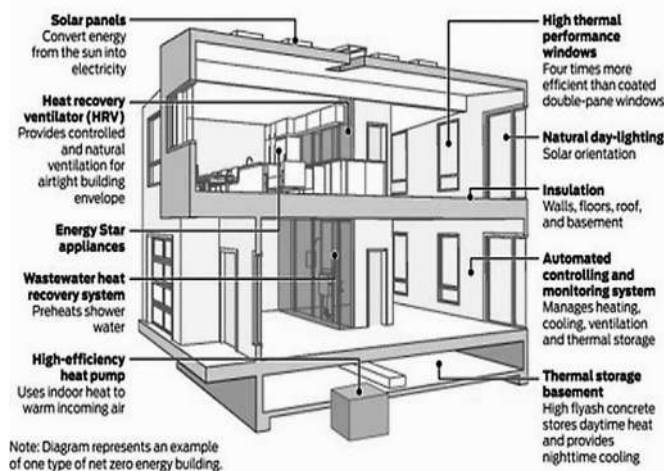 Solar panels
Convert energy
from the sun into
electricity
Heat recovery
ventilator (HRV)
Provides controlled
and natural
ventilation for
airtight building
envelope
Energy Star
appliances
Wastewater heat
recovery system
Preheats shower
water
High-efficiency
heat pump
Uses indoor heat to
warm incoming air
Note: Diagram represents an example
of one type of net zero energy building.
High thermal
performance
windows
Four times more
efficient than coated
double-pane windows
Natural day-lighting
Solar orientation
Insulation
Walls, floors, roof,
and basement
Automated
controlling and
monitoring system
Manages heating,
cooling, ventilation
and thermal storage
Thermal storage
basement
High flyash concrete
stores daytime heat
and provides
nighttime cooling